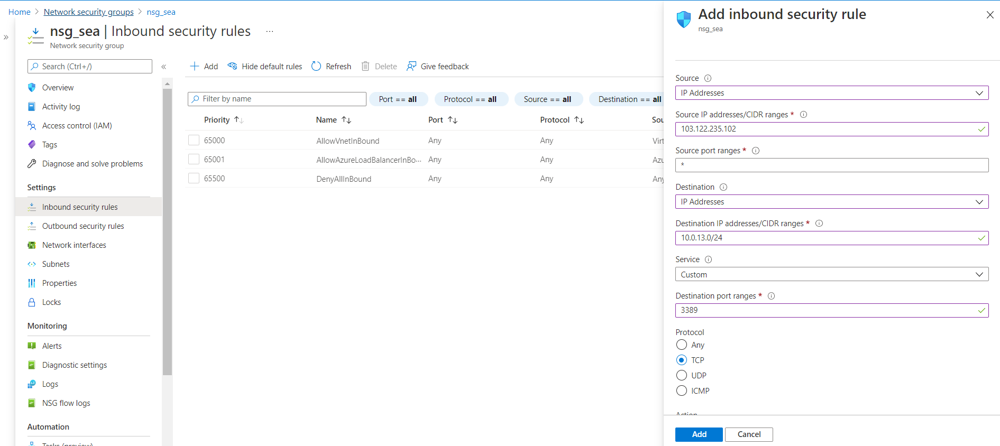 Home > Network security groups > nsg_sea
nsg_sea | Inbound security rules ...
Network security group
Search (Ctrl+/)
Overview
Activity log
Access control (IAM)
Tags
Diagnose and solve problems
Settings
Inbound security rules
Outbound security rules
Network interfaces
Subnets
Properties
Locks
Monitoring
Alerts
Diagnostic settings
Logs
NSG flow logs
Automation
Tasks (preview)
Add Hide default rules Refresh Delete Give feedback
Filter by name Port == all Protocol == all Source == all Destination == all
Priority Name Port Protocol Sou
65000 AllowVnetInBound Any Any Virt
65001 AllowAzureLoadBalancerInBo... Any Any Azu
65500 DenyAllInBound Any Any Any
Add inbound security rule
nsg_sea
Source
IP Addresses
Source IP addresses/CIDR ranges *
103.122.235.102
Source port ranges *
*
Destination
IP Addresses
Destination IP addresses/CIDR ranges *
10.0.13.0/24
Service
Custom
Destination port ranges *
3389
Protocol
Any
TCP
UDP
ICMP
Action
Add Cancel